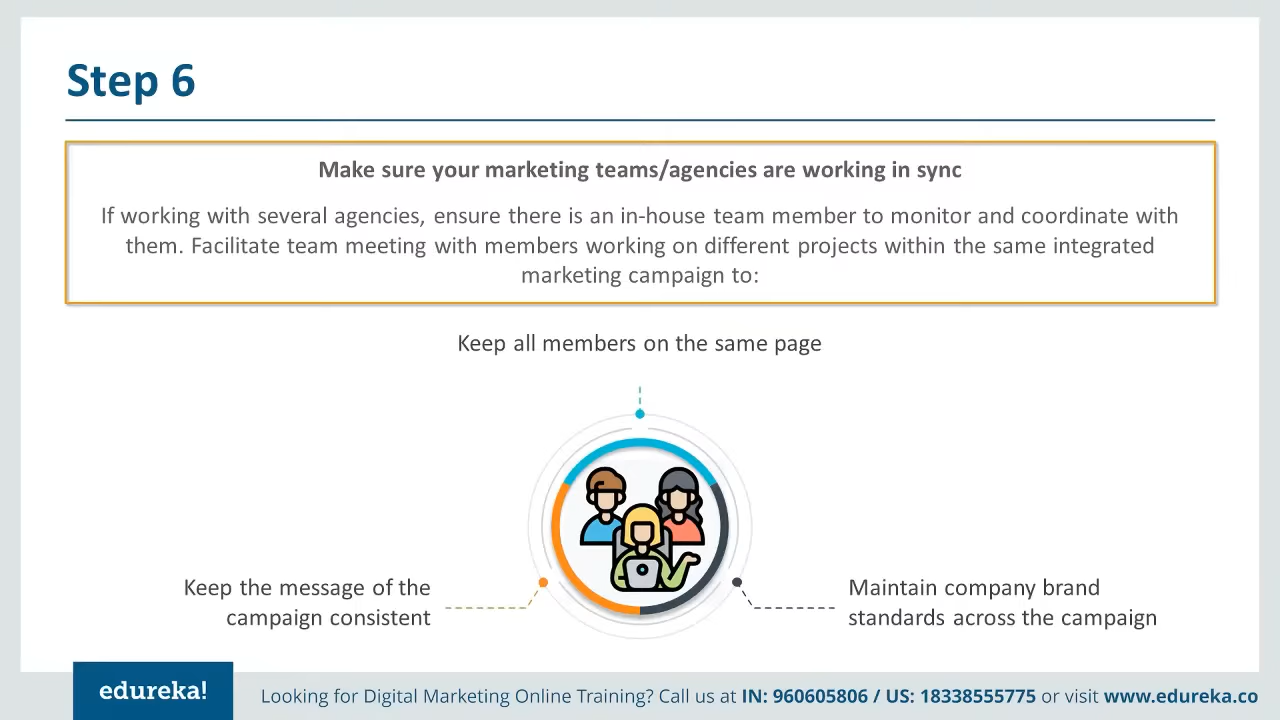 Step 6
Make sure your marketing teams/agencies are working in sync
If working with several agencies, ensure there is an in-house team member to monitor and coordinate with
them. Facilitate team meeting with members working on different projects within the same integrated
marketing campaign to:
Keep all members on the same page
Keep the message of the
campaign consistent
Maintain company brand
standards across the campaign
edureka!
Looking for Digital Marketing Online Training? Call us at IN: 960605806 / US: 18338555775 or visit www.edureka.co